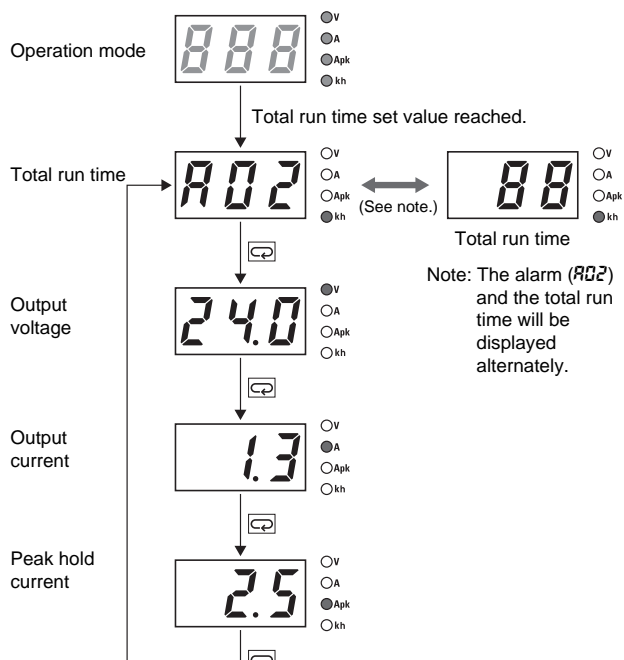 Operation mode
888
V
A
Apk
kh
Total run time set value reached.
Total run time
A02
V
A
Apk
kh
(See note.)
88
V
A
Apk
kh
Total run time
Note: The alarm (A02)
and the total run
time will be
displayed
alternately.
Output
voltage
24.0
V
A
Apk
kh
Output
current
1.3
V
A
Apk
kh
Peak hold
current
2.5
V
A
Apk
kh